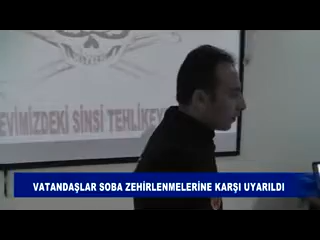 EVİMİZDEKİ SİNSİ TEHLİKE
VATANDAŞLAR SOBA ZEHİRLENMELERİNE KARŞI UYARILDI